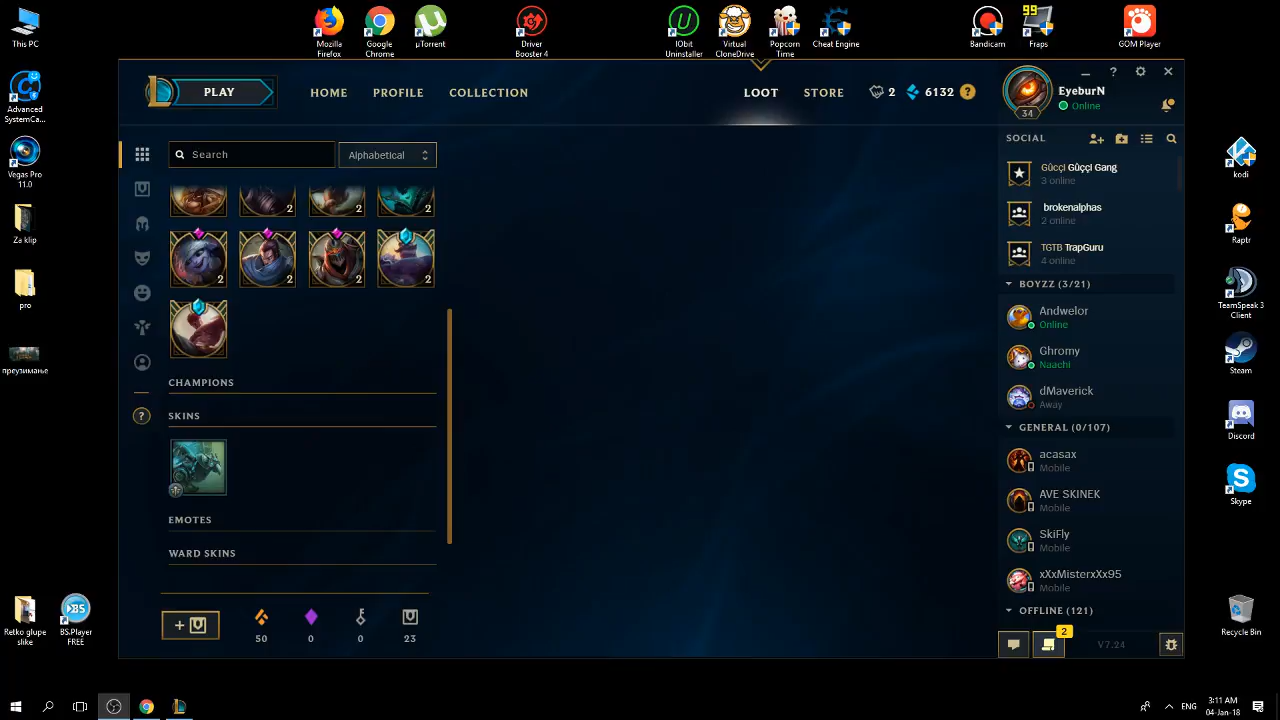 This PC
Mozilla Firefox
Google Chrome
µTorrent
Driver Booster 4
IObit Uninstaller
Virtual CloneDrive
Popcorn Time
Cheat Engine
Bandicam
99
Fraps
GOM Player
PLAY
HOME
PROFILE
COLLECTION
LOOT
STORE
2
6132
?
34
?
EyeburN
Online
Advanced SystemCa...
Vegas Pro 11.0
Za klip
pro
преузимање
Retko glupe slike
BS.Player FREE
Search
Alphabetical
2
2
2
2
2
2
2
2
CHAMPIONS
SKINS
?
EMOTES
WARD SKINS
+
50
0
0
23
SOCIAL
Gûcçi Gûççi Gang
3 online
brokenalphas
2 online
TGTB TrapGuru
4 online
BOYZZ (3/21)
Andwelor
Online
Ghromy
Naachi
dMaverick
Away
GENERAL (0/107)
acasax
Mobile
AVE SKINEK
Mobile
SkiFly
Mobile
xXxMisterxXx95
Mobile
OFFLINE (121)
2
V7.24
kodi
Raptr
TeamSpeak 3 Client
Steam
Discord
Skype
Recycle Bin
ENG
3:11 AM
04-Jan-18